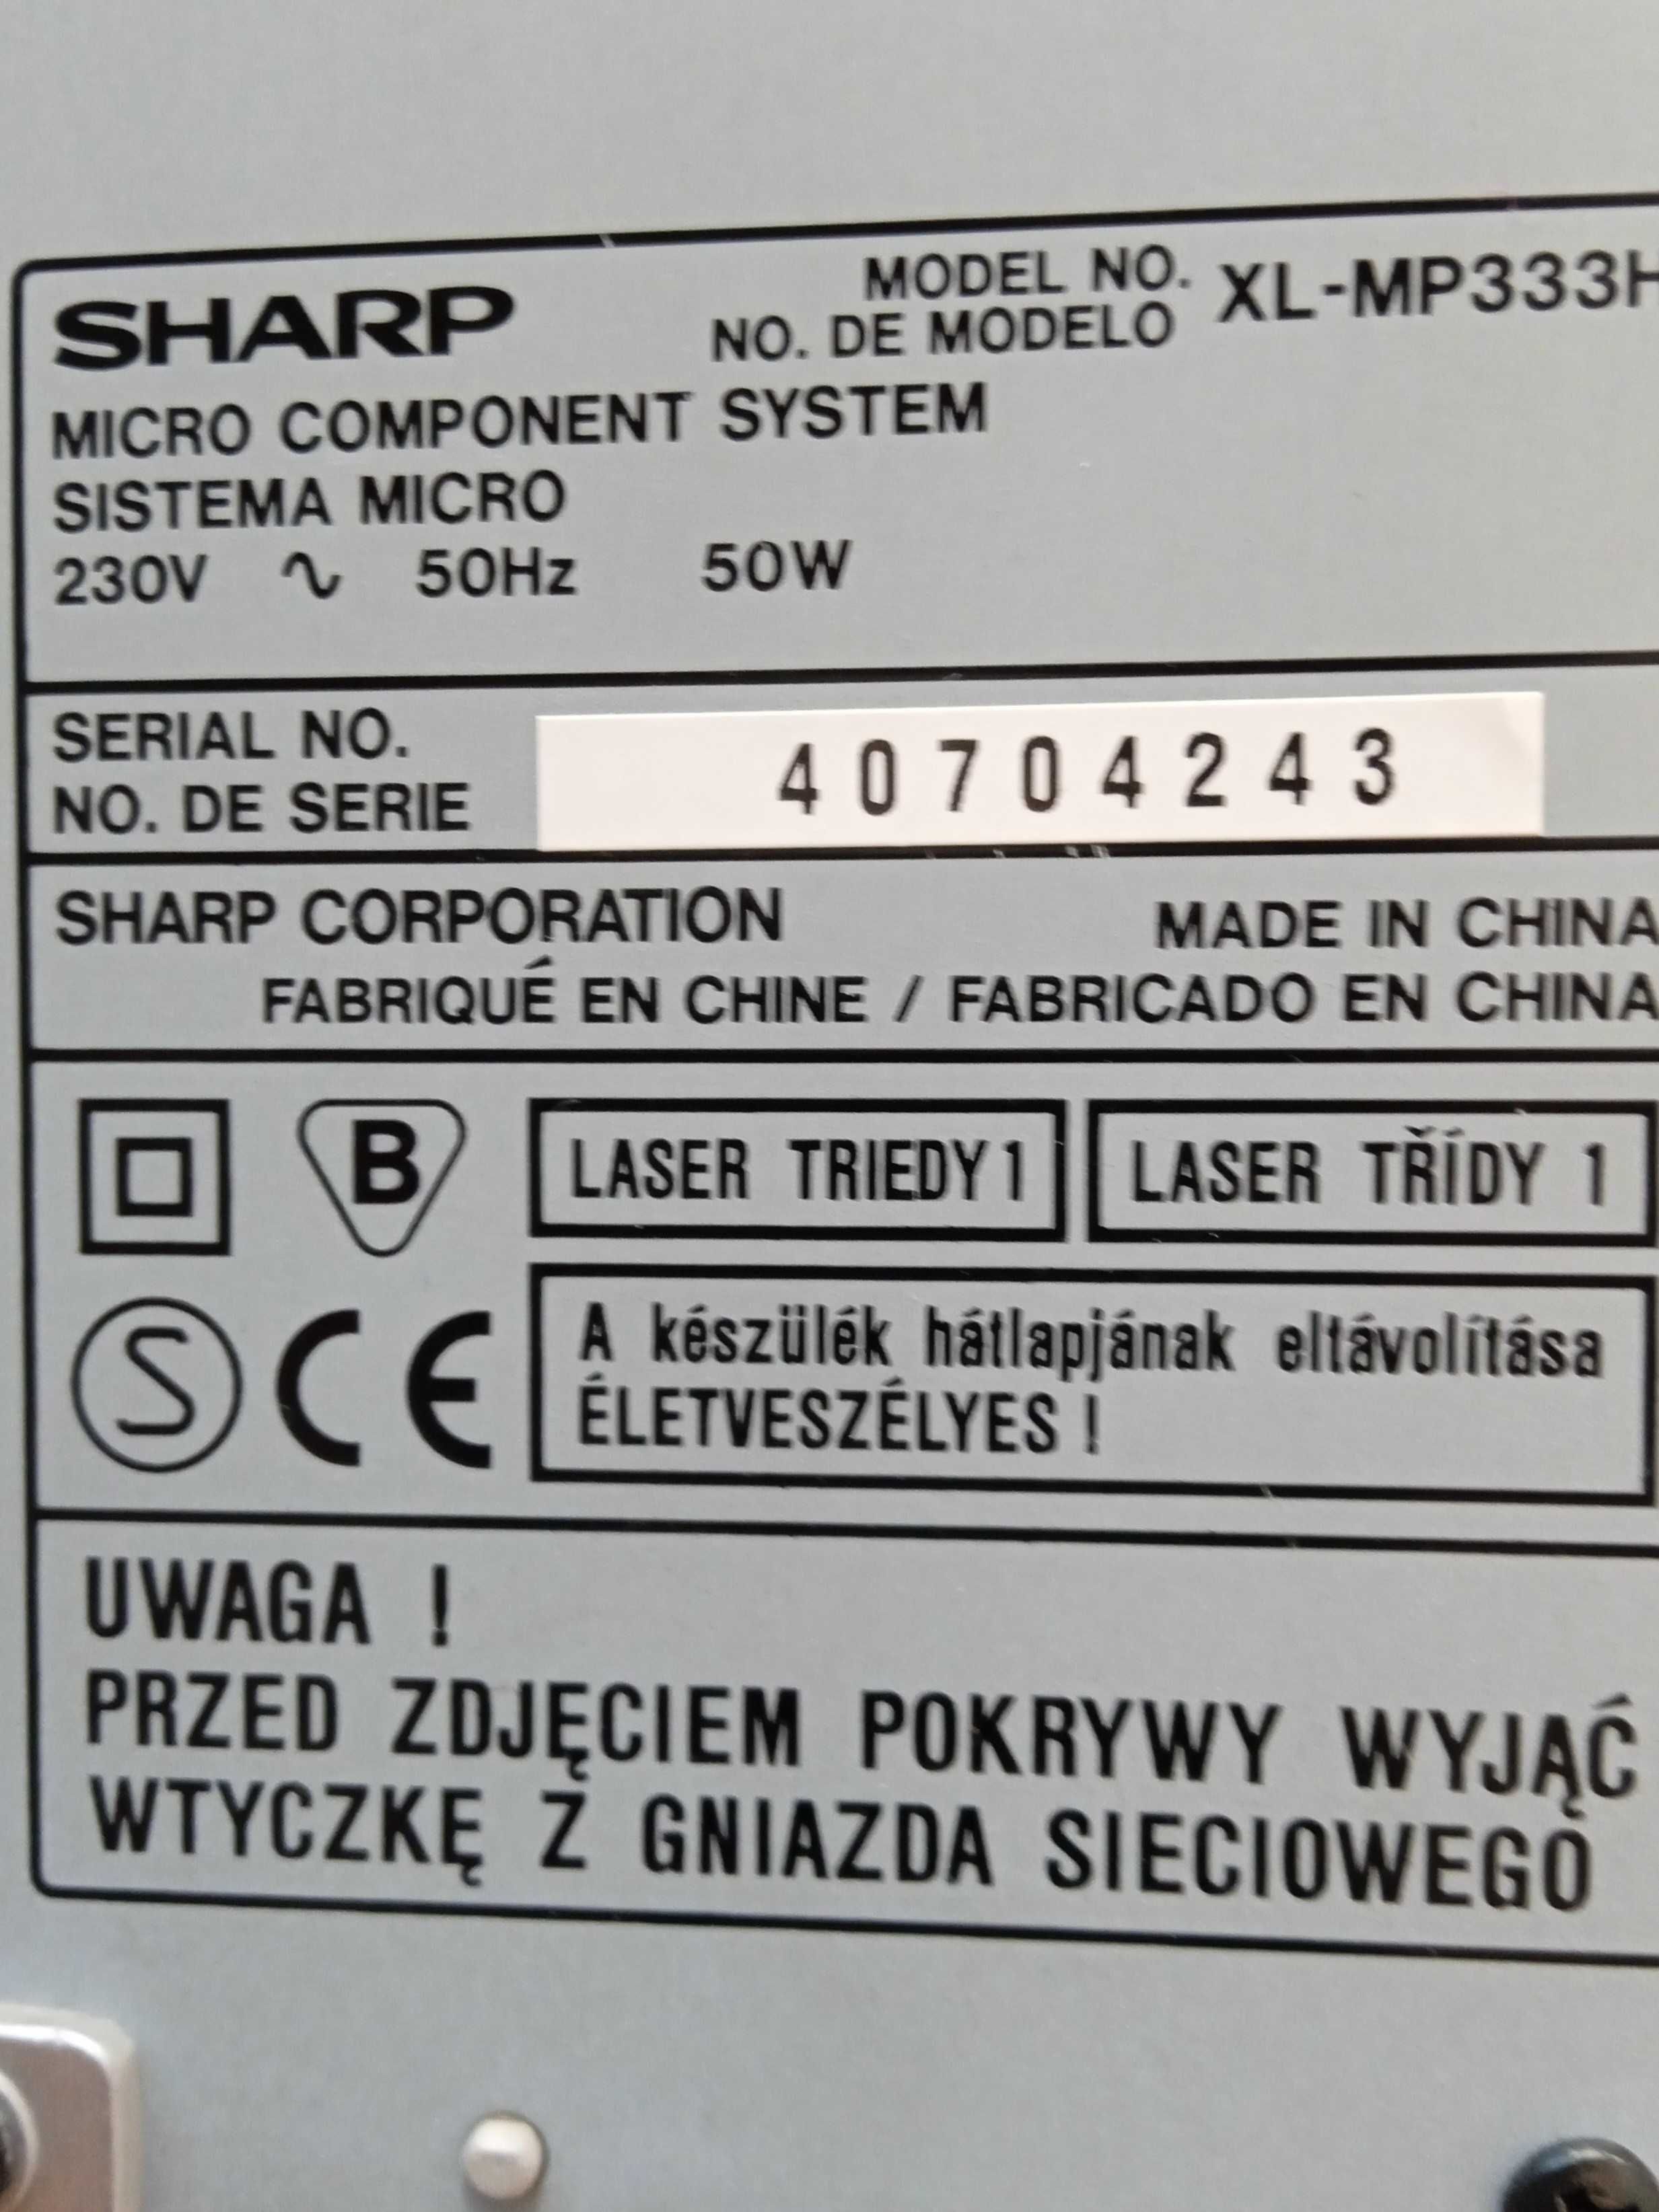 SHARP
MODEL NO.
NO. DE MODELO
XL-MP333H
MICRO COMPONENT SYSTEM
SISTEMA MICRO
230V ∿ 50Hz 50W
SERIAL NO.
NO. DE SERIE
40704243
SHARP CORPORATION MADE IN CHINA
FABRIQUÉ EN CHINE / FABRICADO EN CHINA
B
LASER TRIEDY 1
LASER TŘÍDY 1
S
CE
A készülék hátlapjának eltávolítása
ÉLETVESZÉLYES !
UWAGA !
PRZED ZDJĘCIEM POKRYWY WYJĄĆ
WTYCZKĘ Z GNIAZDA SIECIOWEGO